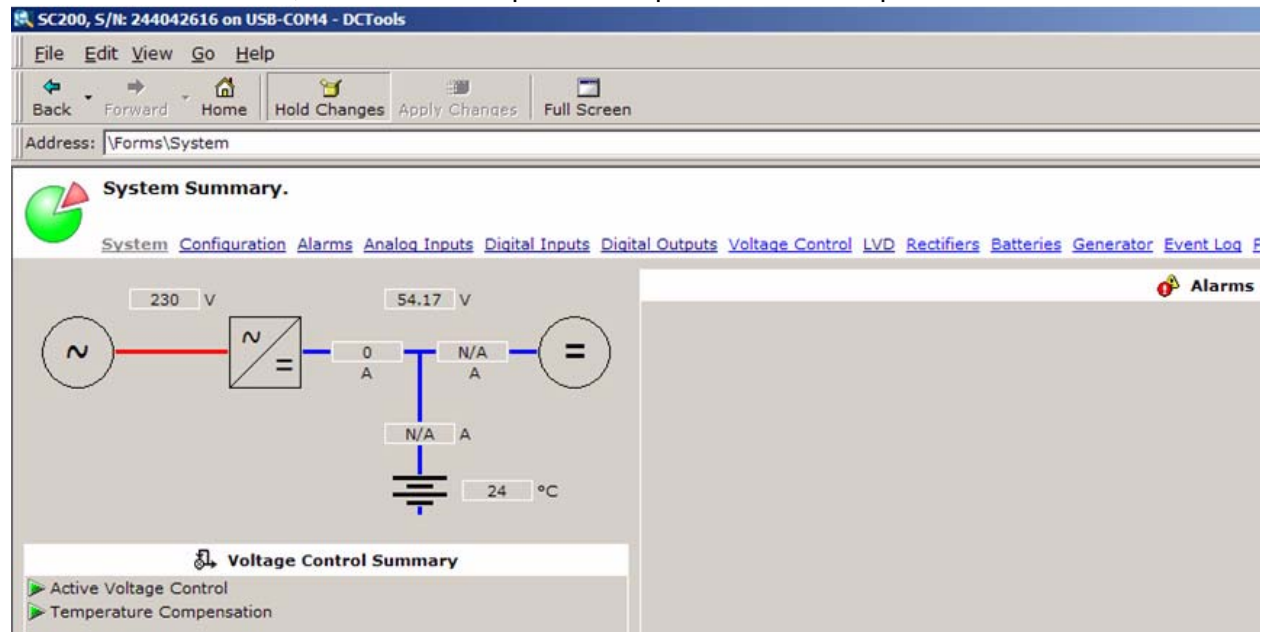 SC200, S/N: 244042616 on USB-COM4 - DCTools
File Edit View Go Help
Back Forward Home Hold Changes Apply Changes Full Screen
Address: \Forms\System
System Summary.
System Configuration Alarms Analog Inputs Digital Inputs Digital Outputs Voltage Control LVD Rectifiers Batteries Generator Event Log
Alarms
230 V 54.17 V
~ ~ = 0 A N/A A =
N/A A
24 °C
Voltage Control Summary
Active Voltage Control
Temperature Compensation